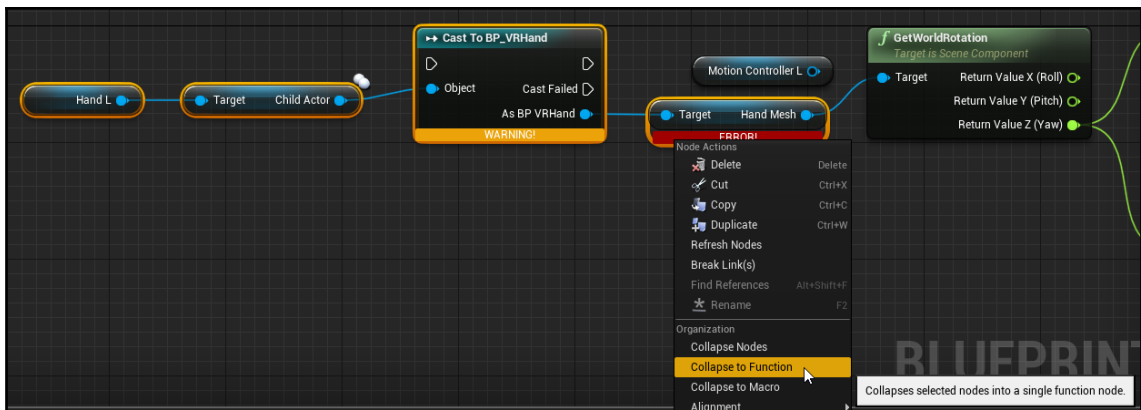 Cast To BP_VRHand
Object
Cast Failed
As BP VRHand
WARNING!
Hand L
Target Child Actor
Motion Controller L
Target Hand Mesh
ERROR!
f GetWorldRotation
Target is Scene Component
Target Return Value X (Roll)
Return Value Y (Pitch)
Return Value Z (Yaw)
Node Actions
Delete Delete
Cut Ctrl+X
Copy Ctrl+C
Duplicate Ctrl+W
Refresh Nodes
Break Link(s)
Find References Alt+Shift+F
Rename F2
Organization
Collapse Nodes
Collapse to Function
Collapse to Macro
Alignment
Collapses selected nodes into a single function node.
BLUEPRINT